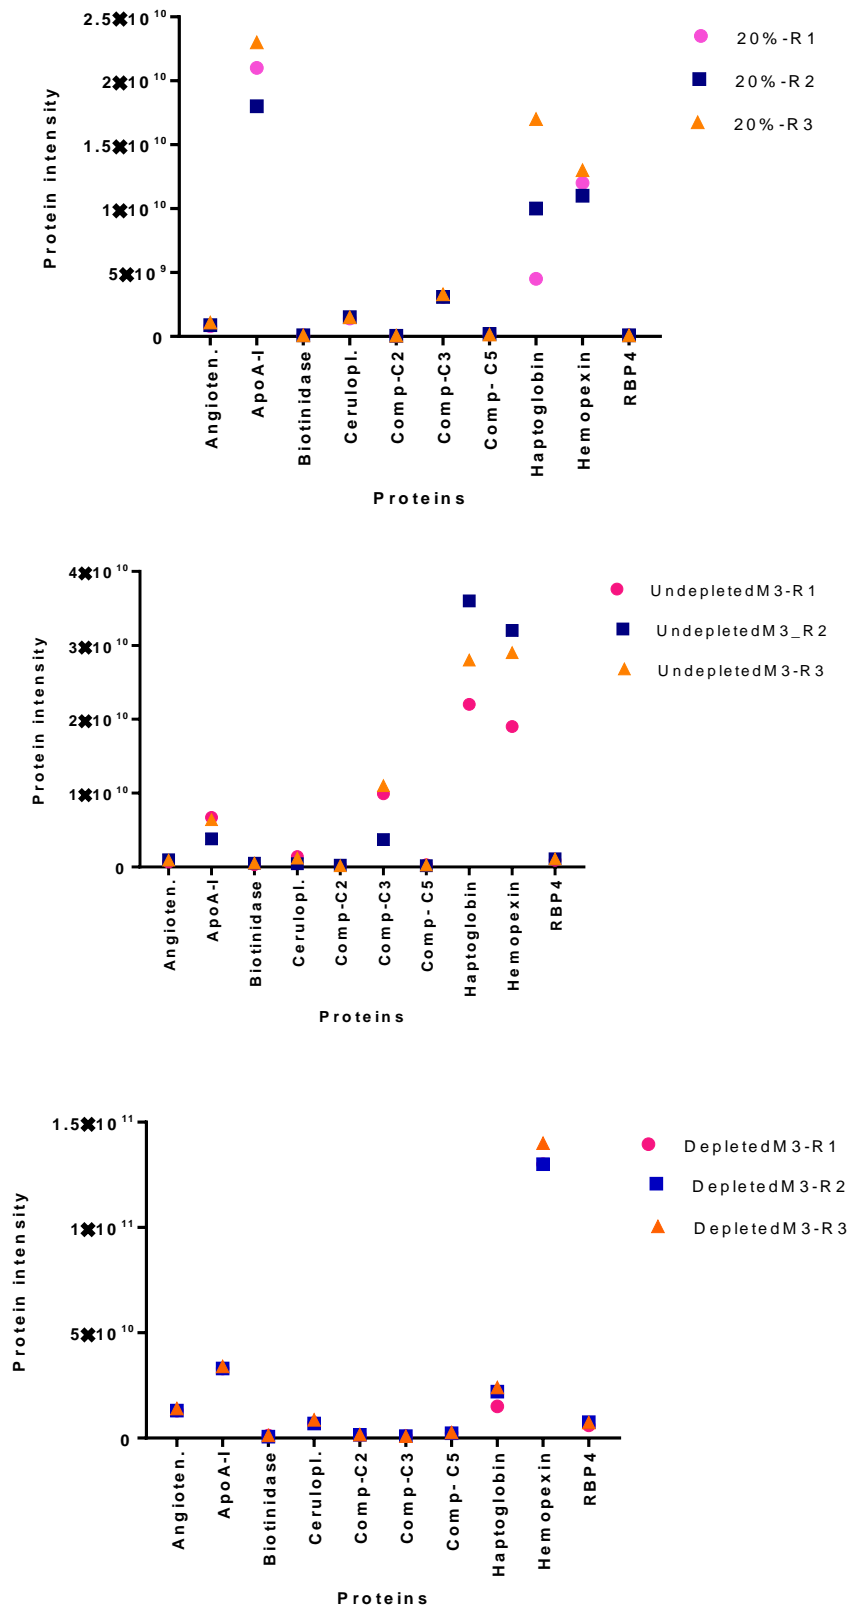 2.5✖10 10
2✖10 10
1.5✖10 10
1✖10 10
5✖10 9
0
Protein intensity
Angioten.
ApoA-I
Biotinidase
Cerulopl.
Comp-C2
Comp-C3
Comp- C5
Haptoglobin
Hemopexin
RBP4
Proteins
20%-R1
20%-R2
20%-R3
4✖10 10
3✖10 10
2✖10 10
1✖10 10
0
Protein intensity
Angioten.
ApoA-I
Biotinidase
Cerulopl.
Comp-C2
Comp-C3
Comp- C5
Haptoglobin
Hemopexin
RBP4
Proteins
UndepletedM3-R1
UndepletedM3_R2
UndepletedM3-R3
1.5✖10 11
1✖10 11
5✖10 10
0
Protein intensity
Angioten.
ApoA-I
Biotinidase
Cerulopl.
Comp-C2
Comp-C3
Comp- C5
Haptoglobin
Hemopexin
RBP4
Proteins
DepletedM3-R1
DepletedM3-R2
DepletedM3-R3